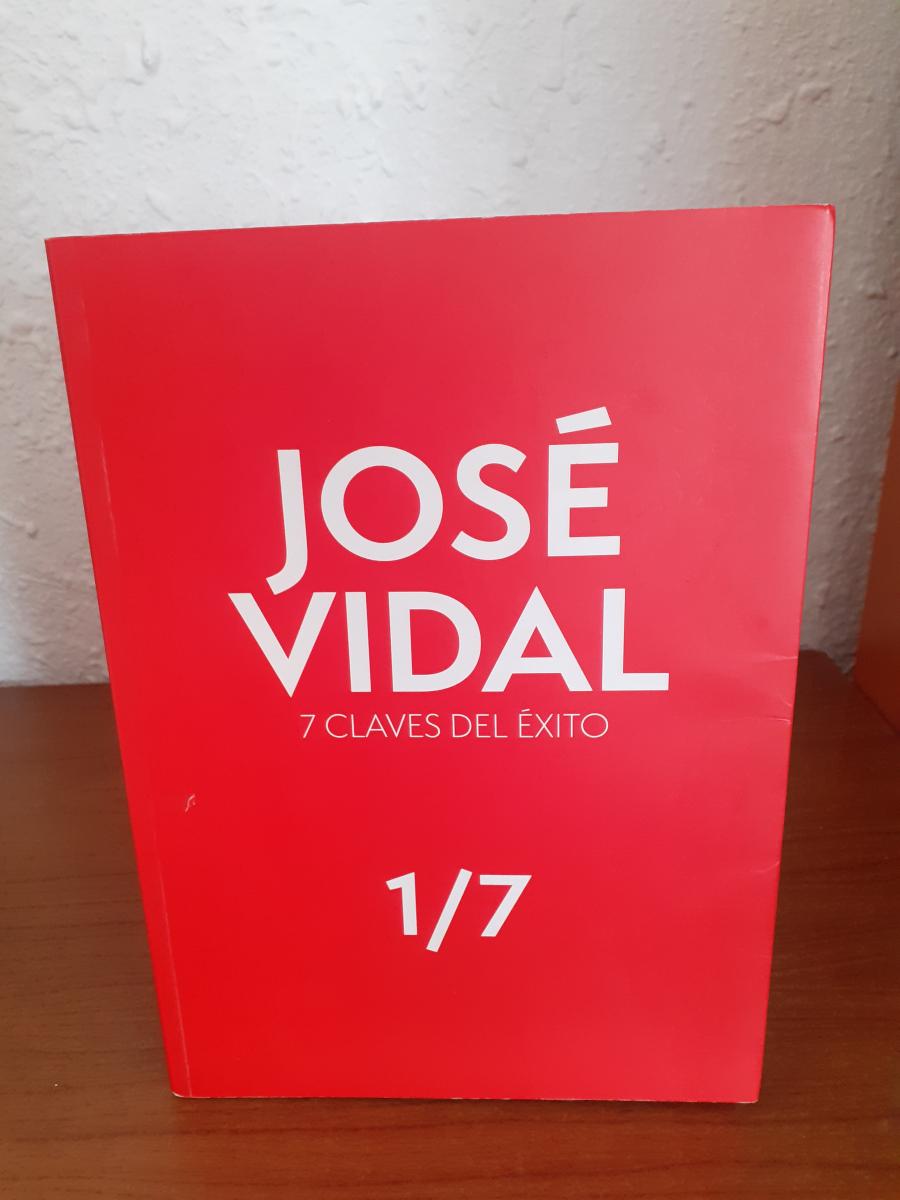 JOSÉ
VIDAL
7 CLAVES DEL ÉXITO
1/7